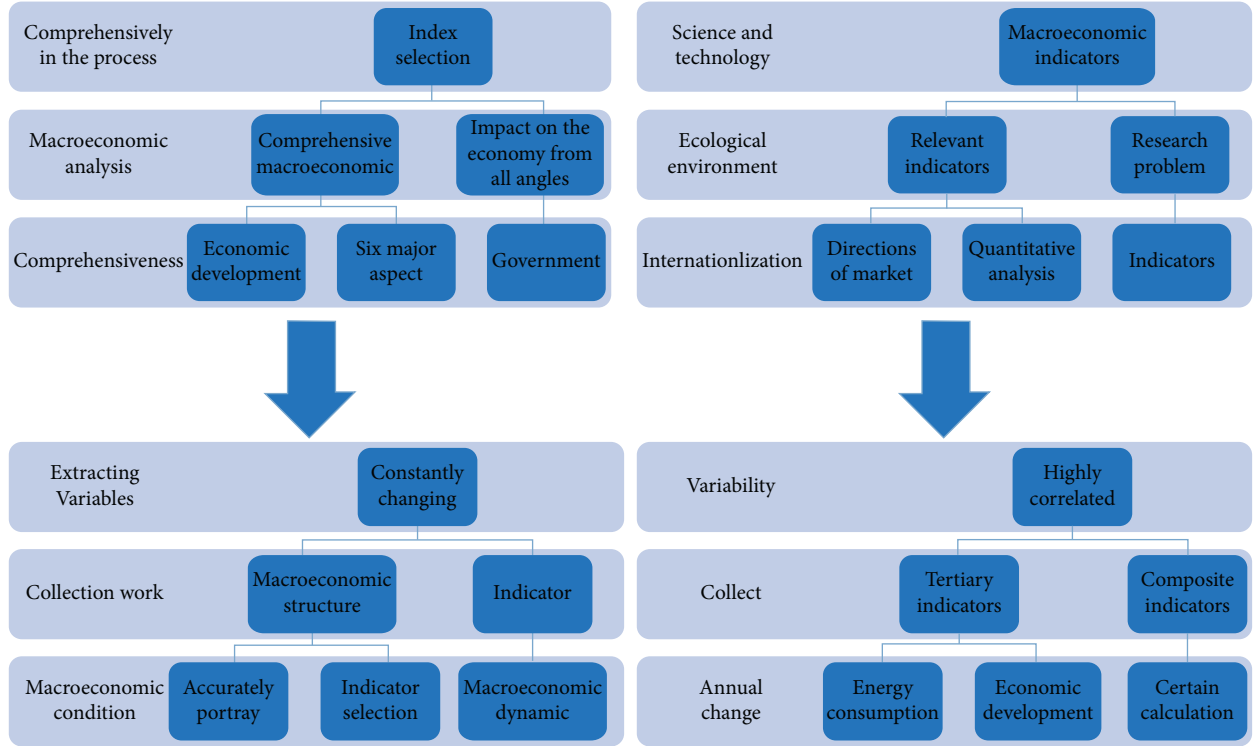 Comprehensively
in the process
Index
selection
Macroeconomic
analysis
Comprehensive
macroeconomic
Impact on the
economy from
all angles
Comprehensiveness
Economic
development
Six major
aspect
Government
Science and
technology
Macroeconomic
indicators
Ecological
environment
Relevant
indicators
Research
problem
Internationlization
Directions
of market
Quantitative
analysis
Indicators
Extracting
Variables
Constantly
changing
Collection work
Macroeconomic
structure
Indicator
Macroeconomic
condition
Accurately
portray
Indicator
selection
Macroeconomic
dynamic
Variability
Highly
correlated
Collect
Tertiary
indicators
Composite
indicators
Annual
change
Energy
consumption
Economic
development
Certain
calculation